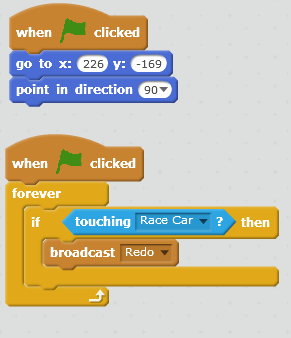 when clicked
go to x: 226 y: -169
point in direction 90
when clicked
forever
if touching Race Car ? then
broadcast Redo